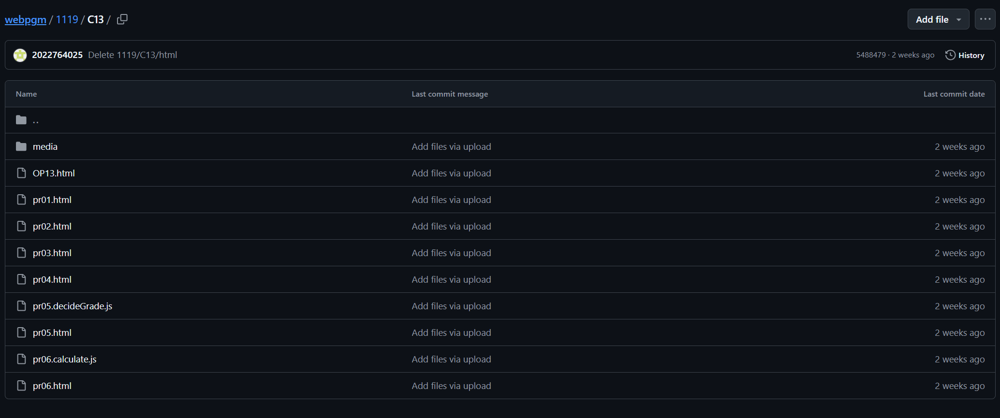 webpgm / 1119 / C13 /
Add file
2022764025 Delete 1119/C13/html
5488479 · 2 weeks ago
History
Name Last commit message Last commit date
..
media Add files via upload 2 weeks ago
OP13.html Add files via upload 2 weeks ago
pr01.html Add files via upload 2 weeks ago
pr02.html Add files via upload 2 weeks ago
pr03.html Add files via upload 2 weeks ago
pr04.html Add files via upload 2 weeks ago
pr05.decideGrade.js Add files via upload 2 weeks ago
pr05.html Add files via upload 2 weeks ago
pr06.calculate.js Add files via upload 2 weeks ago
pr06.html Add files via upload 2 weeks ago